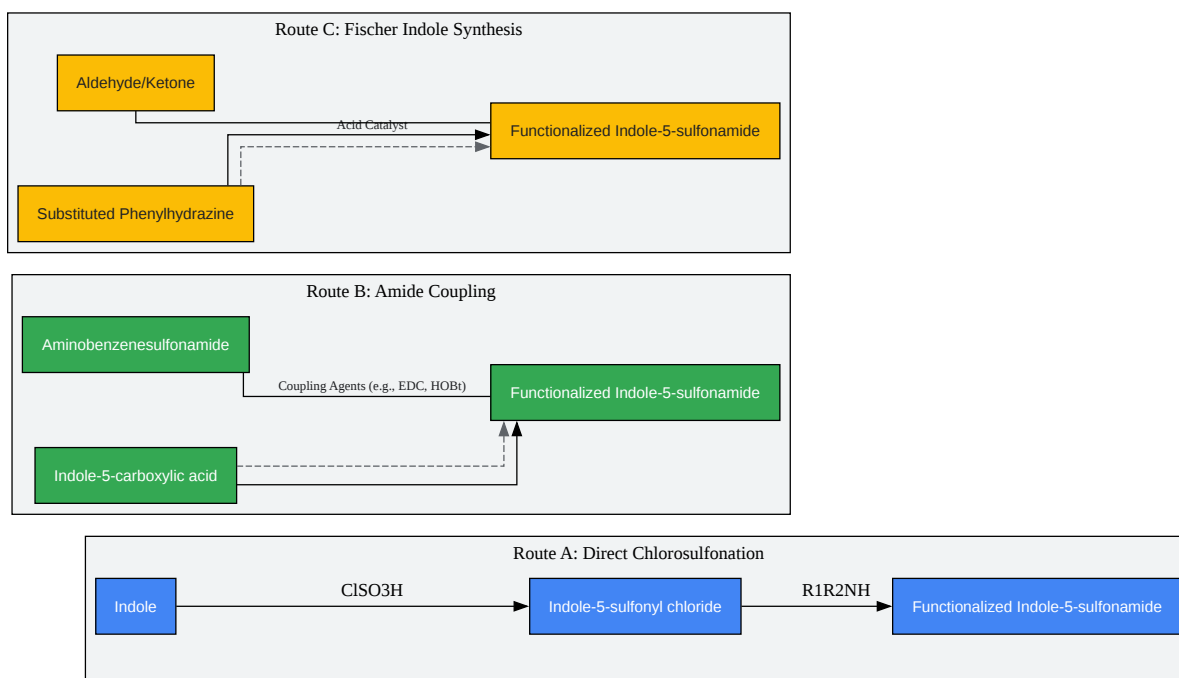 Route C: Fischer Indole Synthesis
Aldehyde/Ketone
Acid Catalyst
Functionalized Indole-5-sulfonamide
Substituted Phenylhydrazine
Route B: Amide Coupling
Aminobenzenesulfonamide
Coupling Agents (e.g., EDC, HOBt)
Functionalized Indole-5-sulfonamide
Indole-5-carboxylic acid
Route A: Direct Chlorosulfonation
Indole
ClSO3H
Indole-5-sulfonyl chloride
R1R2NH
Functionalized Indole-5-sulfonamide